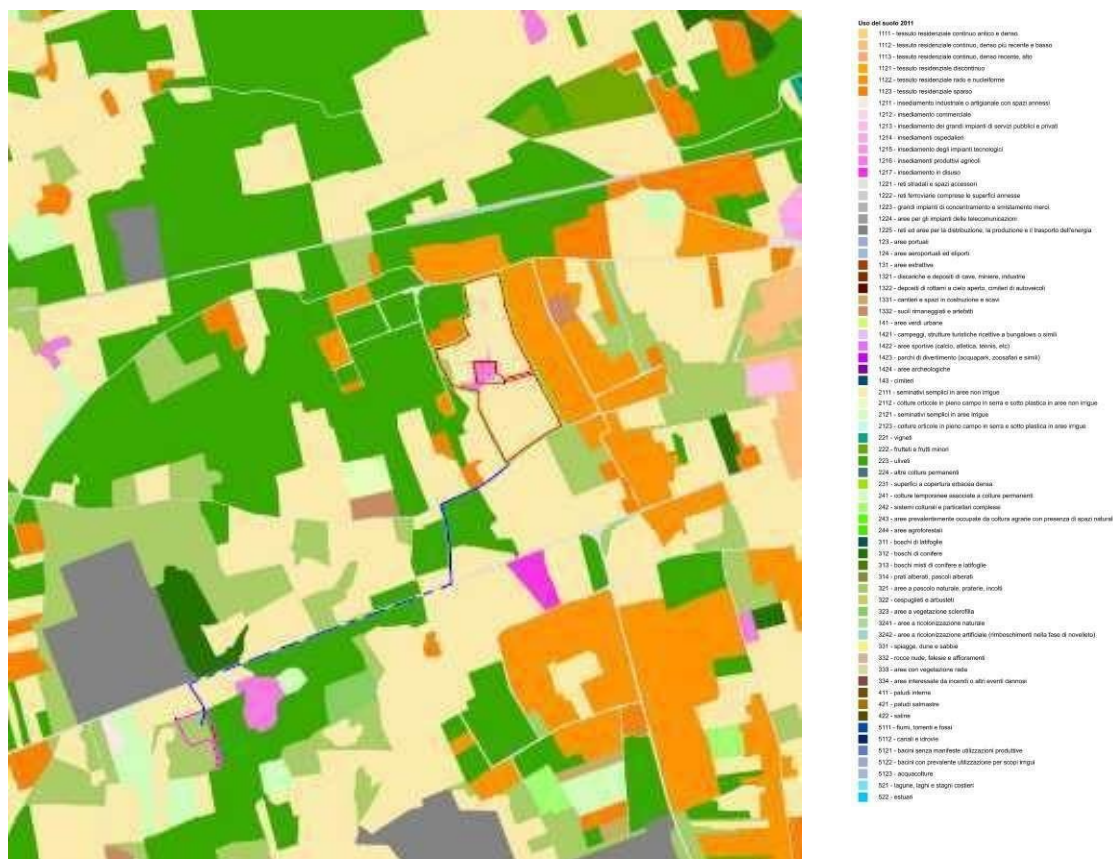 Uso del suolo 2011
1111 - tessuto residenziale continuo antico e denso
1112 - tessuto residenziale continuo, denso più recente e basso
1113 - tessuto residenziale continuo, denso recente, alto
1121 - tessuto residenziale discontinuo
1122 - tessuto residenziale rado e nucleiforme
1123 - tessuto residenziale sparso
1211 - insediamento industriale o artigianale con spazi annessi
1212 - insediamento commerciale
1213 - insediamento dei grandi impianti di servizi pubblici e privati
1214 - insediamenti ospedalieri
1215 - insediamento degli impianti tecnologici
1216 - insediamenti produttivi agricoli
1217 - insediamento in disuso
1221 - reti stradali e spazi accessori
1222 - reti ferroviarie comprese le superfici annesse
1223 - grandi impianti di concentramento e smistamento merci
1224 - aree per gli impianti delle telecomunicazioni
1225 - reti ed aree per la distribuzione, la produzione e il trasporto dell'energia
123 - aree portuali
124 - aree aeroportuali ed eliporti
131 - aree estrattive
1321 - discariche e depositi di cave, miniere, industrie
1322 - depositi di rottami a cielo aperto, cimiteri di autoveicoli
1331 - cantieri e spazi in costruzione e scavi
1332 - suoli rimaneggiati e artefatti
141 - aree verdi urbane
1421 - campeggi, strutture turistiche ricettive a bungalows o simili
1422 - aree sportive (calcio, atletica, tennis, etc)
1423 - parchi di divertimento (acquapark, zoosafari e simili)
1424 - aree archeologiche
143 - cimiteri
2111 - seminativi semplici in aree non irrigue
2112 - colture orticole in pieno campo in serra e sotto plastica in aree non irrigue
2121 - seminativi semplici in aree irrigue
2123 - colture orticole in pieno campo in serra e sotto plastica in aree irrigue
221 - vigneti
222 - frutteti e frutti minori
223 - uliveti
224 - altre colture permanenti
231 - superfici a copertura erbacea densa
241 - colture temporanee associate a colture permanenti
242 - sistemi colturali e particellari complessi
243 - aree prevalentemente occupate da coltura agrarie con presenza di spazi natural
244 - aree agroforestali
311 - boschi di latifoglie
312 - boschi di conifere
313 - boschi misti di conifere e latifoglie
314 - prati alberati, pascoli alberati
321 - aree a pascolo naturale, praterie, incolti
322 - cespuglieti e arbusteti
323 - aree a vegetazione sclerofilla
3241 - aree a ricolonizzazione naturale
3242 - aree a ricolonizzazione artificiale (rimboschimenti nella fase di novelleto)
331 - spiagge, dune e sabbie
332 - rocce nude, falesie e affioramenti
333 - aree con vegetazione rada
334 - aree interessate da incendi o altri eventi dannosi
411 - paludi interne
421 - paludi salmastre
422 - saline
5111 - fiumi, torrenti e fossi
5112 - canali e idrovie
5121 - bacini senza manifeste utilizzazioni produttive
5122 - bacini con prevalente utilizzazione per scopi irrigui
5123 - acquacolture
521 - lagune, laghi e stagni costieri
522 - estuari